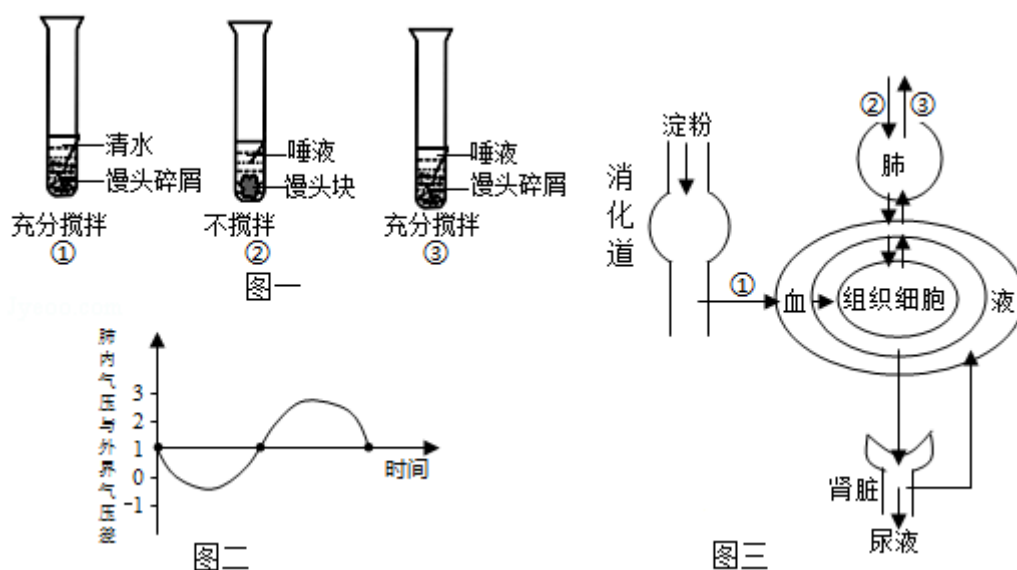 清水
馒头碎屑
充分搅拌
①
唾液
馒头块
不搅拌
②
唾液
馒头碎屑
充分搅拌
③
图一
肺内气压与外界气压差
3
2
1
0
-1
时间
图二
淀粉
消化道
①
②
③
肺
血
组织细胞
液
肾脏
尿液
图三